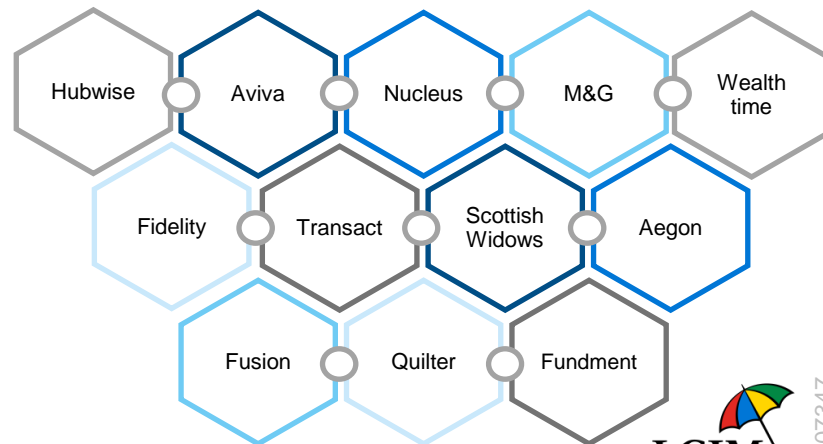 Hubwise
Aviva
Nucleus
M&G
Wealth
time
Fidelity
Transact
Scottish
Widows
Aegon
Fusion
Quilter
Fundment